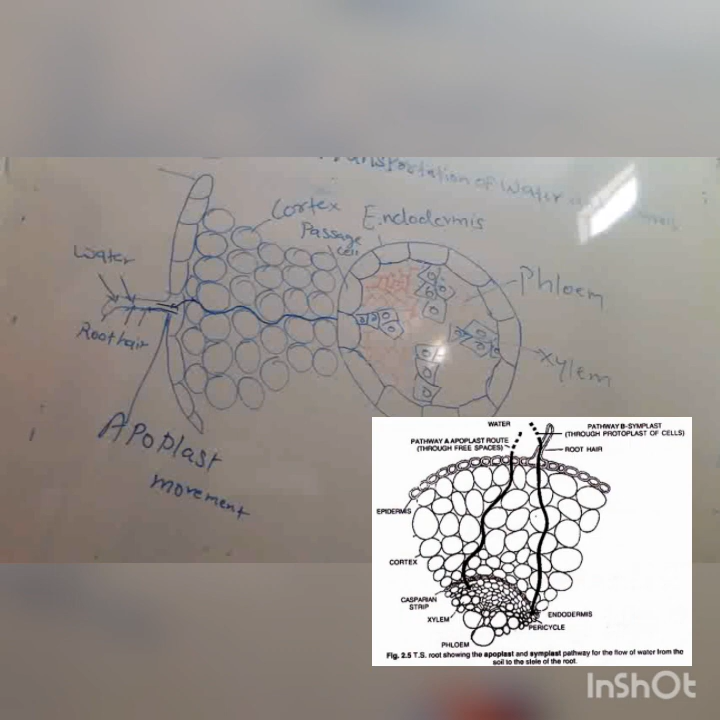 Transportation of Water
Cortex
Endodermis
Passage
cell
Water
Phloem
Root hair
Xylem
Apoplast
movement
WATER
PATHWAY A APOPLAST ROUTE
(THROUGH FREE SPACES)
PATHWAY B-SYMPLAST
(THROUGH PROTOPLAST OF CELLS)
ROOT HAIR
EPIDERMIS
CORTEX
CASPARIAN
STRIP
XYLEM
PHLOEM
ENDODERMIS
PERICYCLE
Fig. 2.5 T.S. root showing the apoplast and symplast pathway for the flow of water from the
soil to the stele of the root.
InShOt